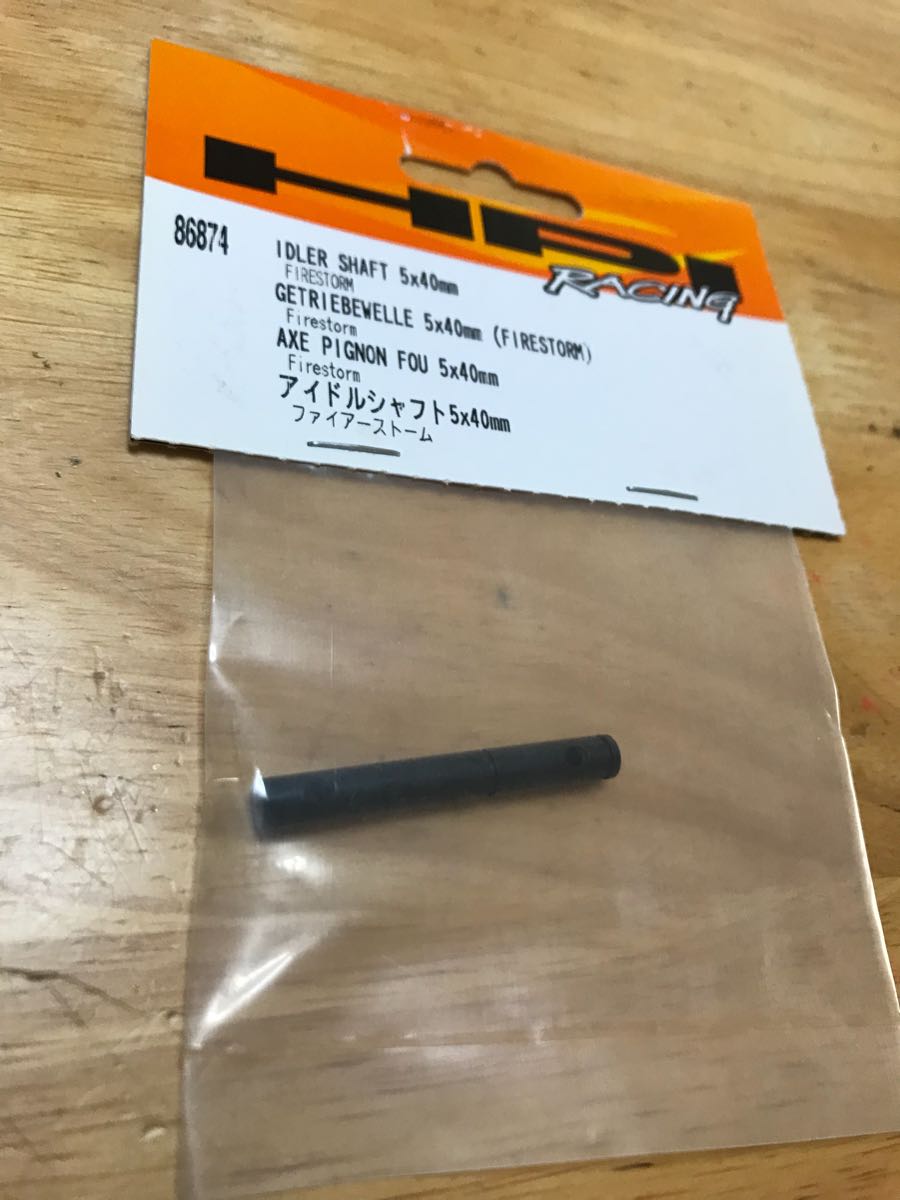 HPI
RACING
86874
IDLER SHAFT 5x40mm
FIRESTORM
GETRIEBEWELLE 5x40mm (FIRESTORM)
Firestorm
AXE PIGNON FOU 5x40mm
Firestorm
アイドルシャフト5x40mm
ファイアーストーム